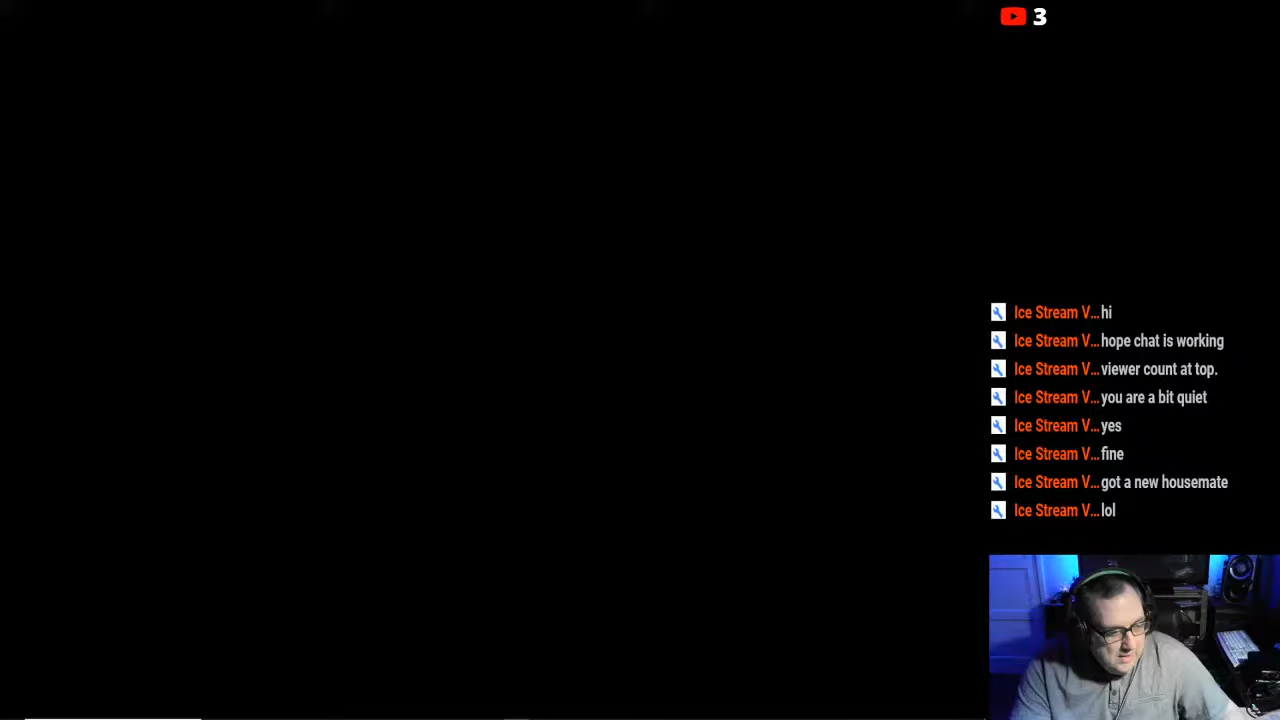 3
Ice Stream V...hi
Ice Stream V...hope chat is working
Ice Stream V...viewer count at top.
Ice Stream V...you are a bit quiet
Ice Stream V...yes
Ice Stream V...fine
Ice Stream V...got a new housemate
Ice Stream V...lol